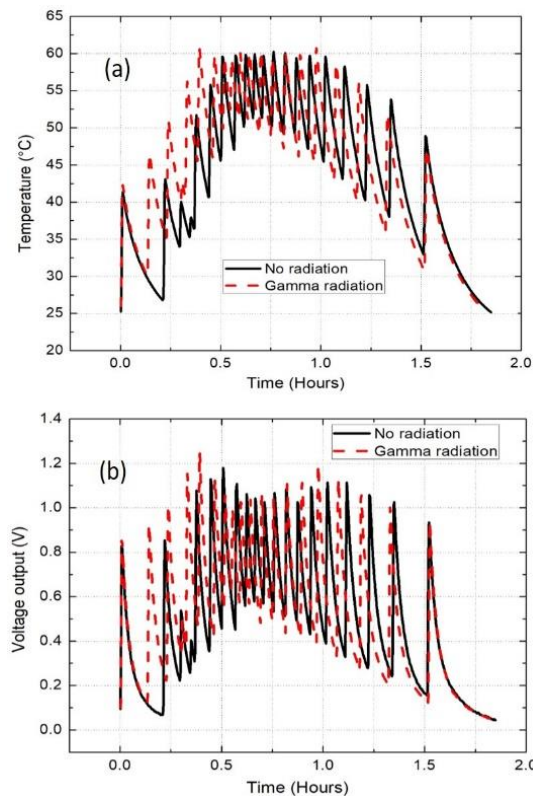 65
60
55
50
45
40
35
30
25
20
Temperature (°C)
(a)
No radiation
Gamma radiation
0.0 0.5 1.0 1.5 2.0
Time (Hours)
1.4
1.2
1.0
0.8
0.6
0.4
0.2
0.0
Voltage output (V)
(b)
No radiation
Gamma radiation
0.0 0.5 1.0 1.5 2.0
Time (Hours)